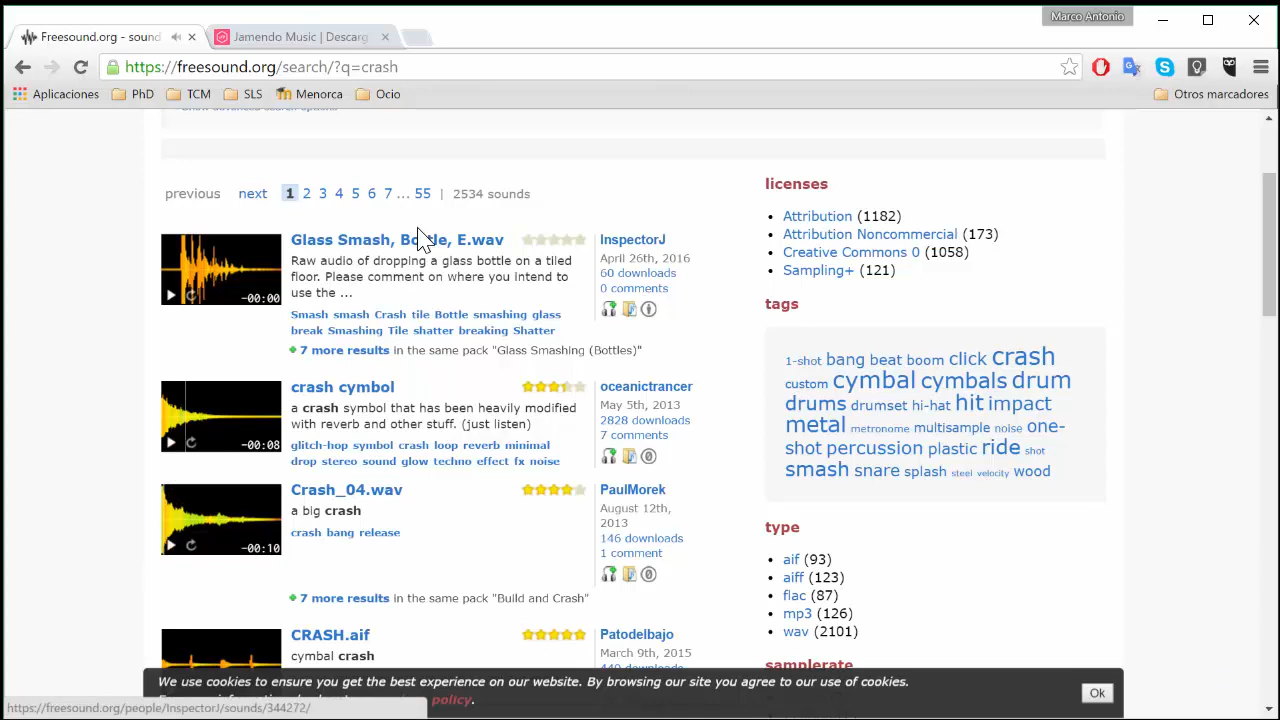 Marco Antonio
Freesound.org - sound
Jamendo Music | Descarg
https://freesound.org/search/?q=crash
Aplicaciones
PhD
TCM
SLS
Menorca
Ocio
Otros marcadores
previous next 1 2 3 4 5 6 7 ... 55 | 2534 sounds
Glass Smash, Bottle, E.wav
Raw audio of dropping a glass bottle on a tiled
floor. Please comment on where you intend to
use the ...
Smash smash Crash tile Bottle smashing glass
break Smashing Tile shatter breaking Shatter
7 more results in the same pack "Glass Smashing (Bottles)"
-00:00
InspectorJ
April 26th, 2016
60 downloads
0 comments
crash cymbol
a crash symbol that has been heavily modified
with reverb and other stuff. (just listen)
glitch-hop symbol crash loop reverb minimal
drop stereo sound glow techno effect fx noise
-00:08
oceanictrancer
May 5th, 2013
2828 downloads
7 comments
Crash_04.wav
a big crash
crash bang release
-00:10
7 more results in the same pack "Build and Crash"
PaulMorek
August 12th,
2013
146 downloads
1 comment
CRASH.aif
cymbal crash
Patodelbajo
March 9th, 2015
licenses
Attribution (1182)
Attribution Noncommercial (173)
Creative Commons 0 (1058)
Sampling+ (121)
tags
1-shot bang beat boom click crash
custom cymbal cymbals drum
drums drumset hi-hat hit impact
metal metronome multisample noise one-
shot percussion plastic ride shot
smash snare splash steel velocity wood
type
aif (93)
aiff (123)
flac (87)
mp3 (126)
wav (2101)
samplerate
We use cookies to ensure you get the best experience on our website. By browsing our site you agree to our use of cookies.
policy.
Ok
https://freesound.org/people/InspectorJ/sounds/344272/